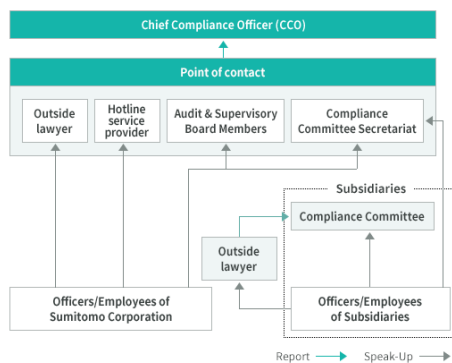 Chief Compliance Officer (CCO)
Point of contact
Outside
lawyer
Hotline
service
provider
Audit & Supervisory
Board Members
Compliance
Committee Secretariat
Subsidiaries
Compliance Committee
Outside
lawyer
Officers/Employees of
Sumitomo Corporation
Officers/Employees
of Subsidiaries
Report
Speak-Up